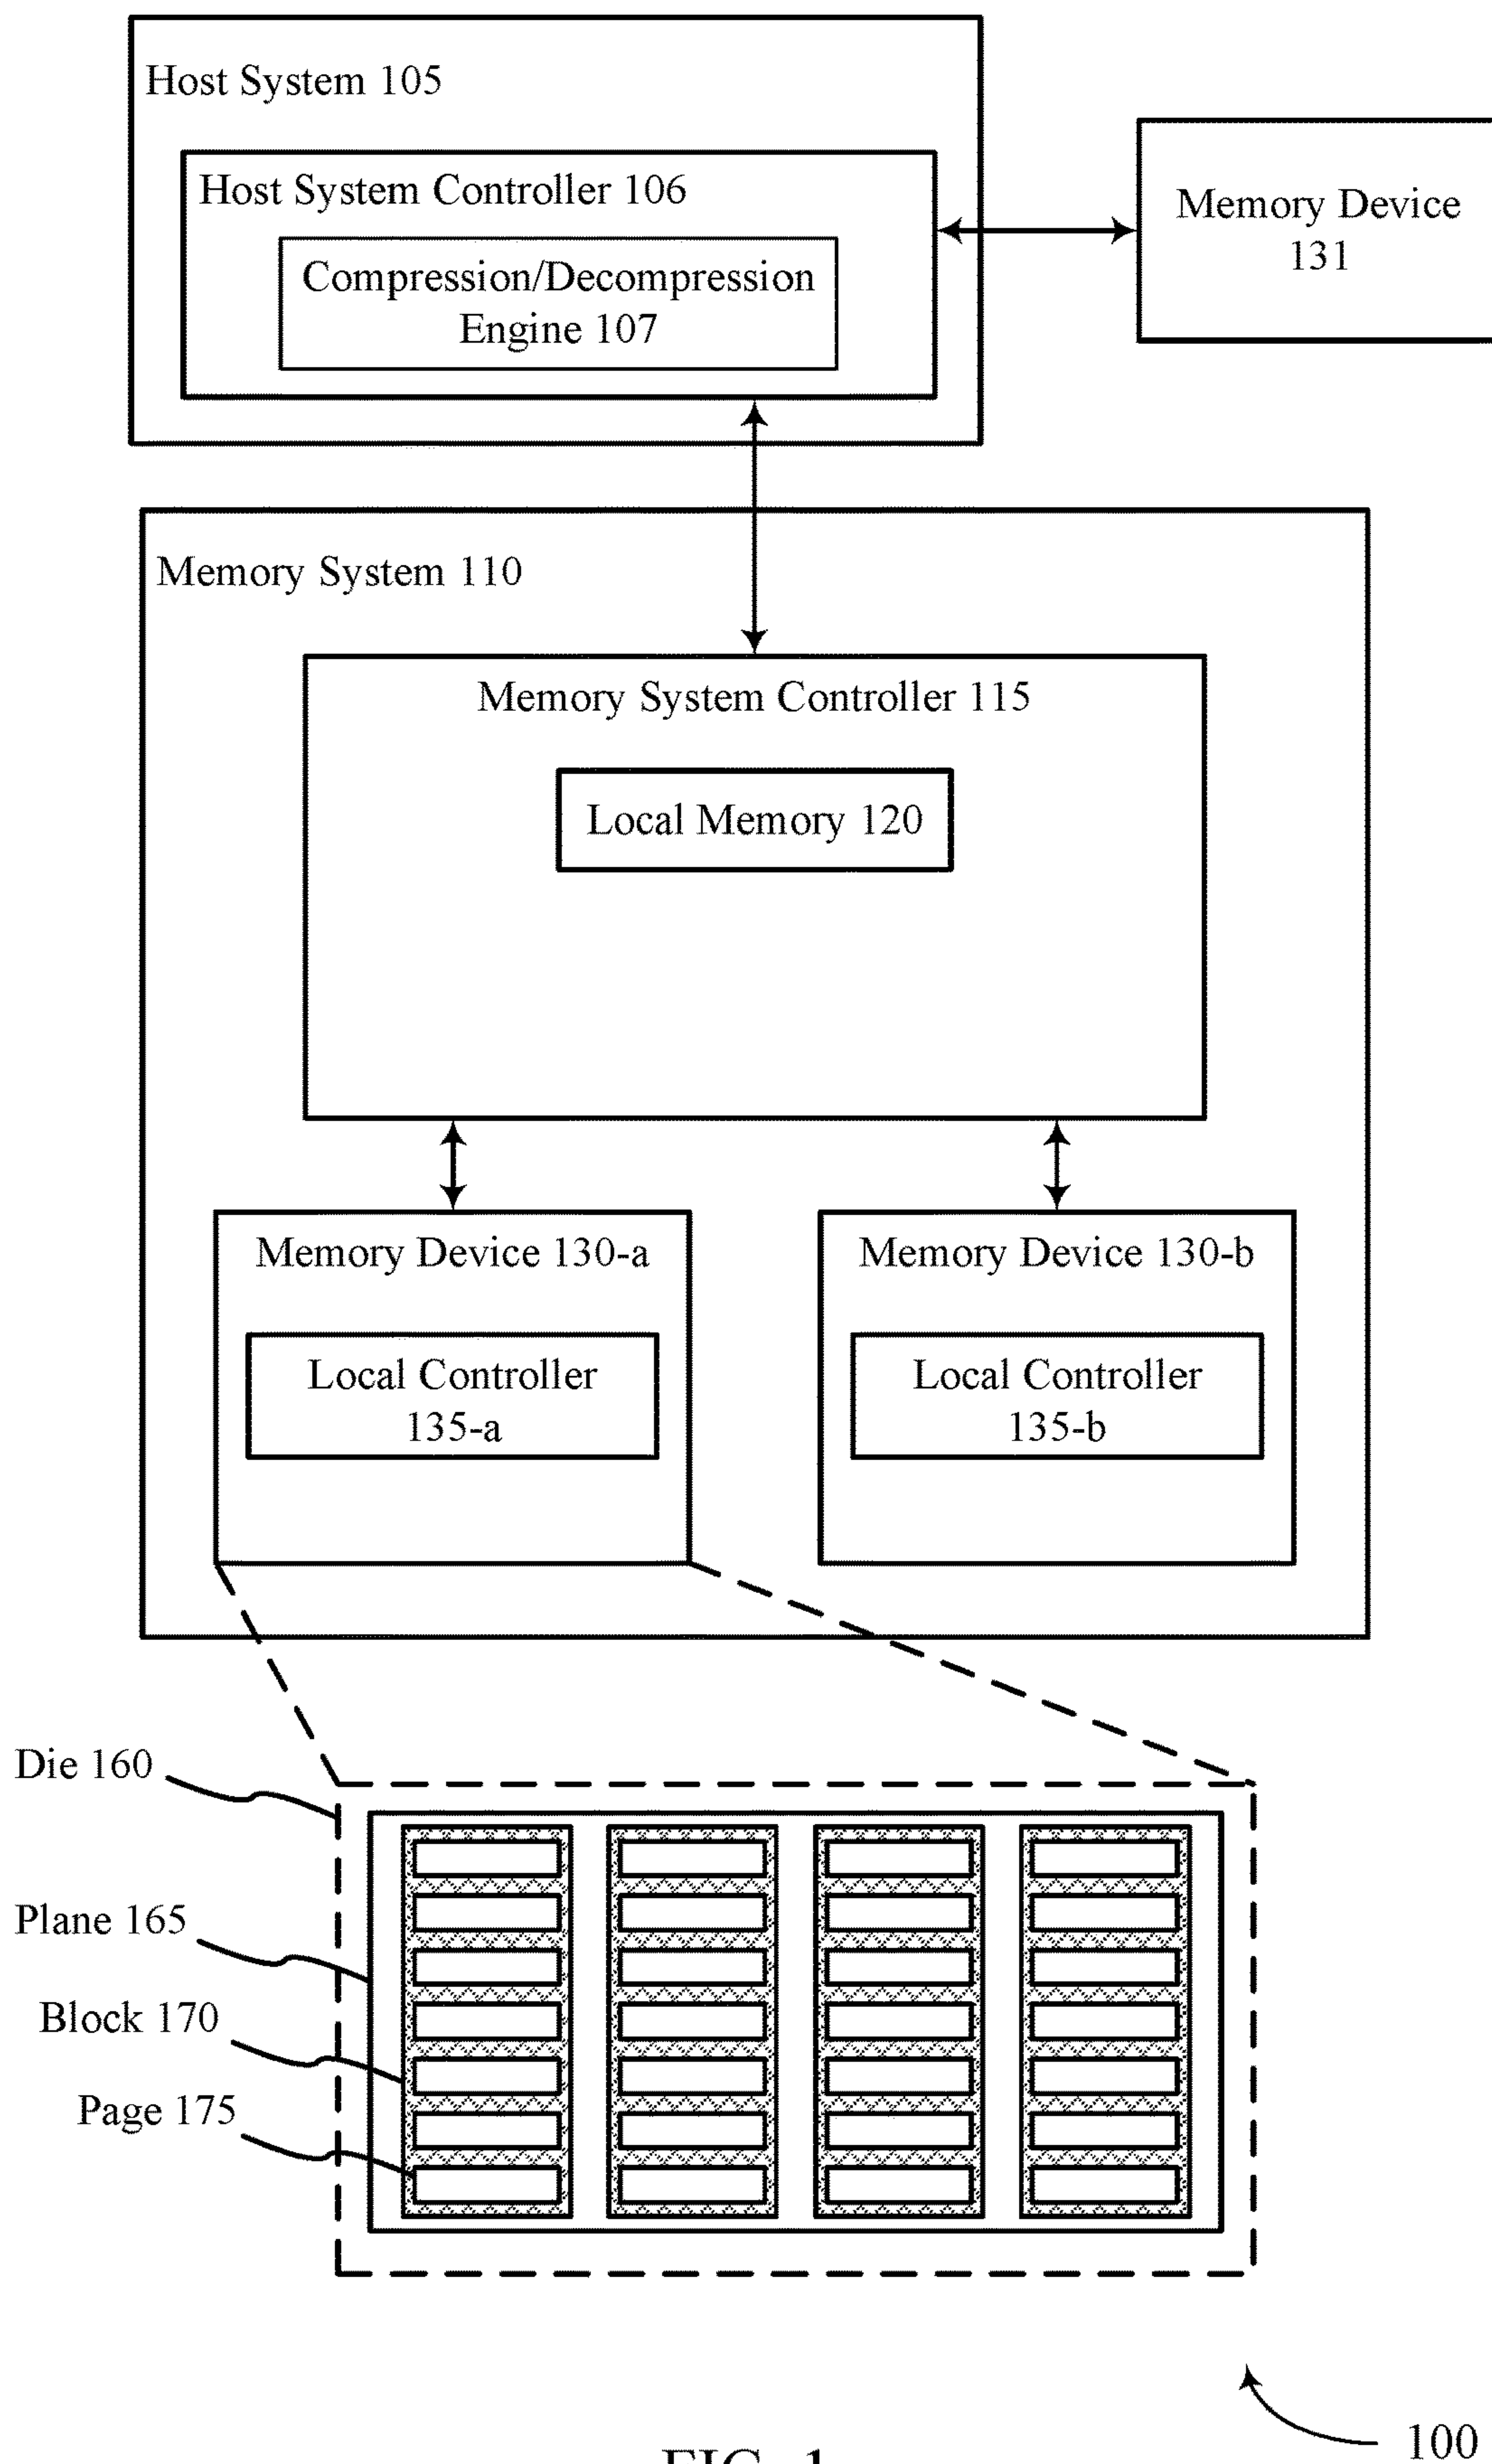 Host System 105
Host System Controller 106
Compression/Decompression
Engine 107
Memory Device
131
Memory System 110
Memory System Controller 115
Local Memory 120
Memory Device 130-a
Local Controller
135-a
Memory Device 130-b
Local Controller
135-b
Die 160
Plane 165
Block 170
Page 175
100
FIG. 1